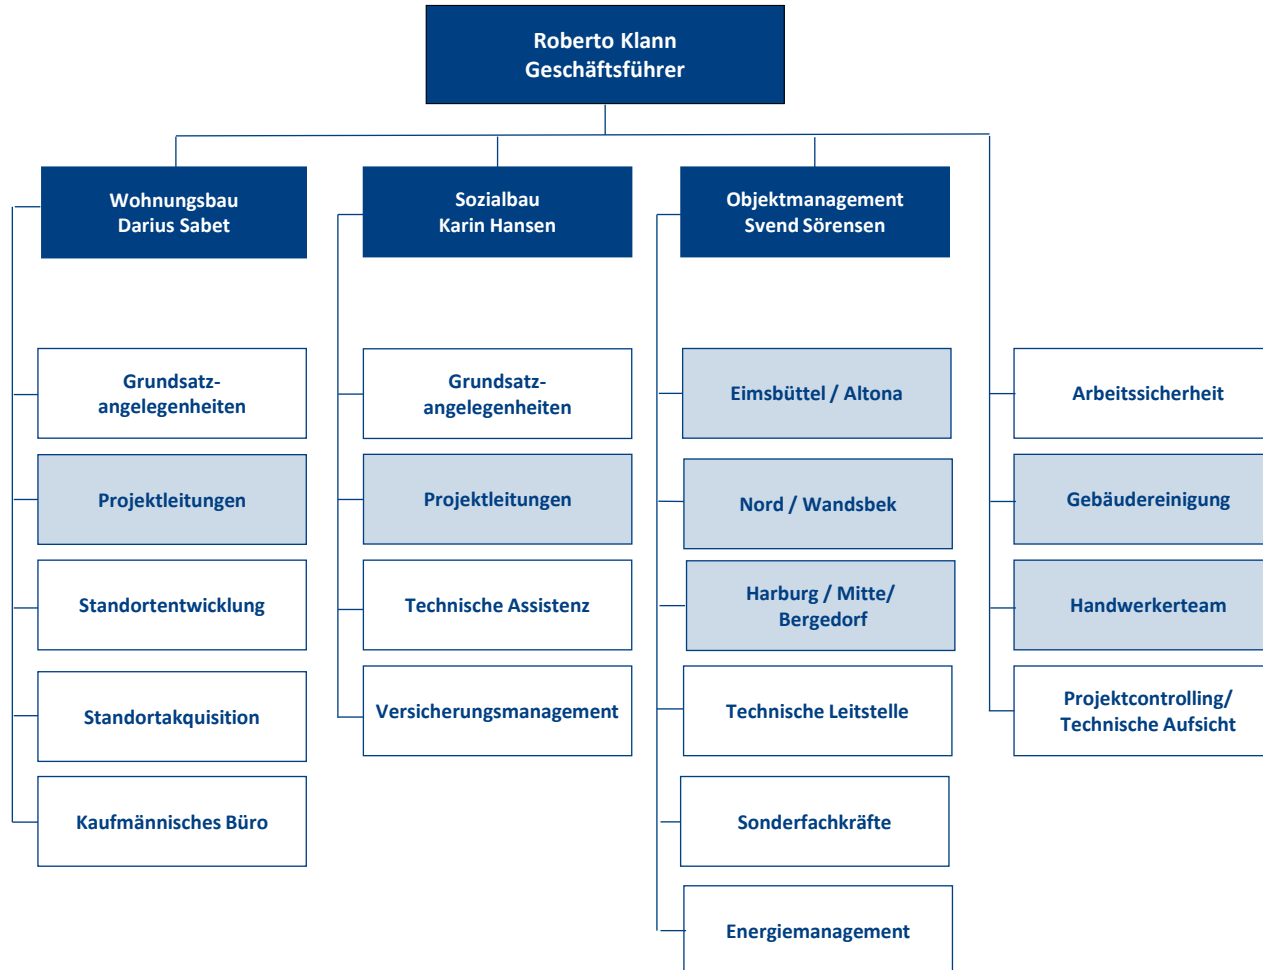 Roberto Klann
Geschäftsführer
Wohnungsbau
Darius Sabet
Sozialbau
Karin Hansen
Objektmanagement
Svend Sörensen
Grundsatz-
angelegenheiten
Projektleitungen
Standortentwicklung
Standortakquisition
Kaufmännisches Büro
Grundsatz-
angelegenheiten
Projektleitungen
Technische Assistenz
Versicherungsmanagement
Eimsbüttel / Altona
Nord / Wandsbek
Harburg / Mitte/
Bergedorf
Technische Leitstelle
Sonderfachkräfte
Energiemanagement
Arbeitssicherheit
Gebäudereinigung
Handwerkerteam
Projektcontrolling/
Technische Aufsicht